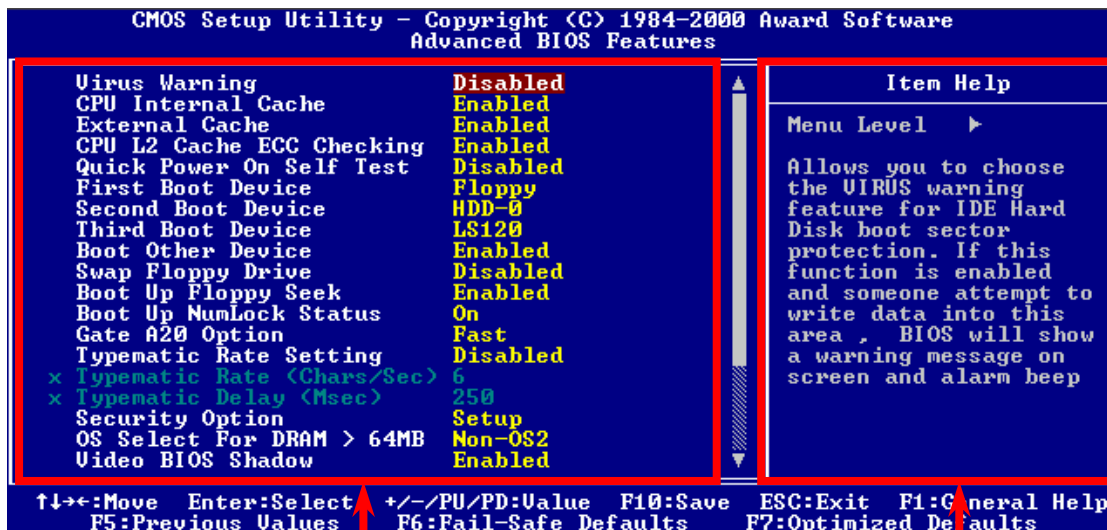 CMOS Setup Utility – Copyright (C) 1984–2000 Award Software
Advanced BIOS Features
Virus Warning Disabled
CPU Internal Cache Enabled
External Cache Enabled
CPU L2 Cache ECC Checking Enabled
Quick Power On Self Test Disabled
First Boot Device Floppy
Second Boot Device HDD-0
Third Boot Device LS120
Boot Other Device Enabled
Swap Floppy Drive Disabled
Boot Up Floppy Seek Enabled
Boot Up NumLock Status On
Gate A20 Option Fast
Typematic Rate Setting Disabled
x Typematic Rate (Chars/Sec) 6
x Typematic Delay (Msec) 250
Security Option Setup
OS Select For DRAM > 64MB Non-OS2
Video BIOS Shadow Enabled
Item Help
Menu Level ►
Allows you to choose
the VIRUS warning
feature for IDE Hard
Disk boot sector
protection. If this
function is enabled
and someone attempt to
write data into this
area , BIOS will show
a warning message on
screen and alarm beep
↑↓→←:Move Enter:Select +/-/PU/PD:Value F10:Save ESC:Exit F1:General Help
F5:Previous Values F6:Fail-Safe Defaults F7:Optimized Defaults